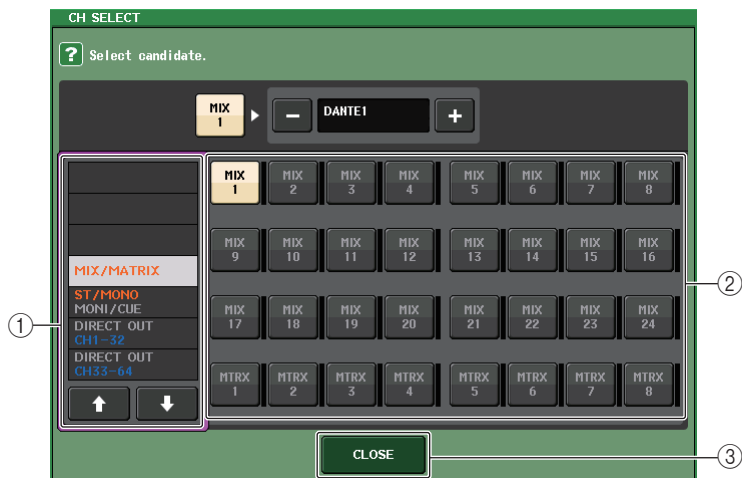 CH SELECT
? Select candidate.
MIX
1
− DANTE1 +
MIX/MATRIX
ST/MONO
MONI/CUE
DIRECT OUT
CH1-32
DIRECT OUT
CH33-64
MIX MIX MIX MIX MIX MIX MIX MIX
1 2 3 4 5 6 7 8
MIX MIX MIX MIX MIX MIX MIX MIX
9 10 11 12 13 14 15 16
MIX MIX MIX MIX MIX MIX MIX MIX
17 18 19 20 21 22 23 24
MTRX MTRX MTRX MTRX MTRX MTRX MTRX MTRX
1 2 3 4 5 6 7 8
CLOSE
①
②
③